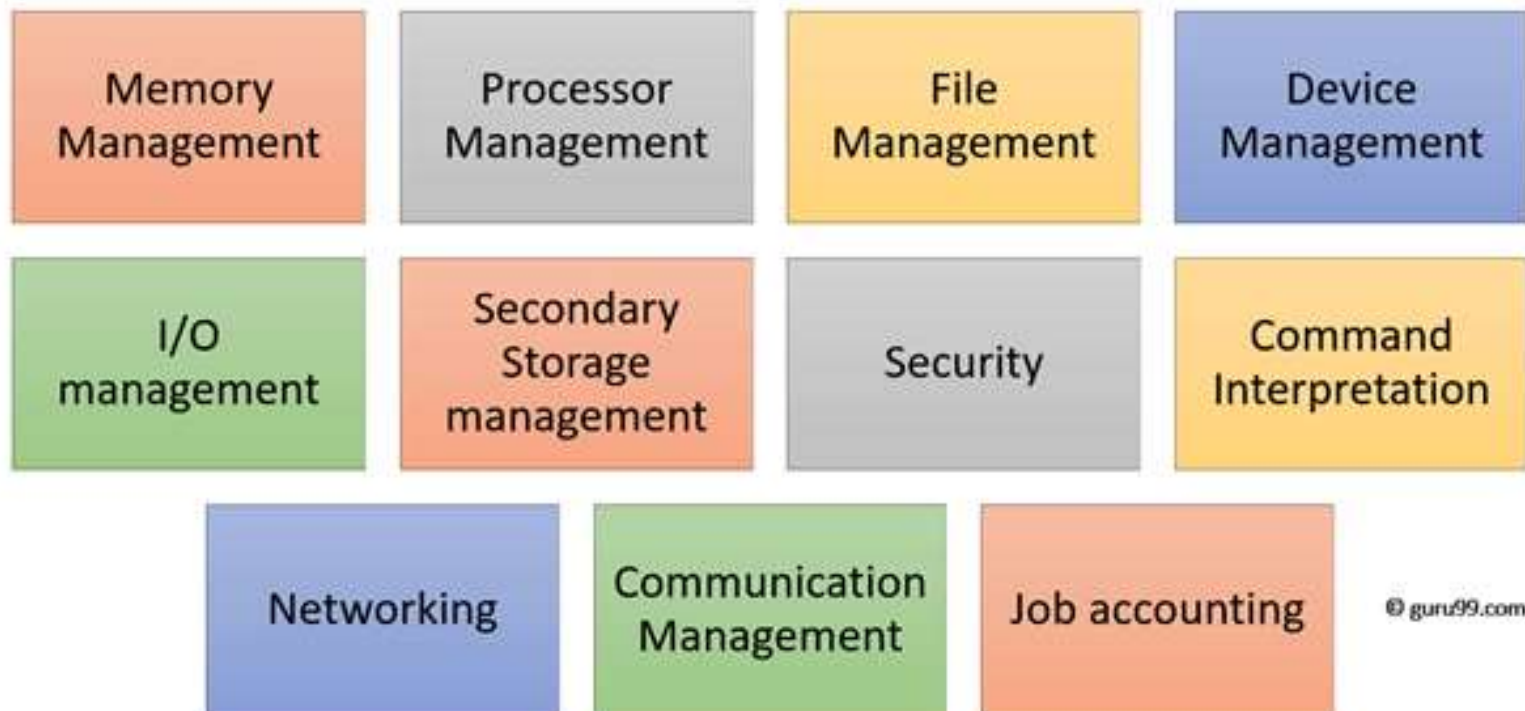 Memory
Management
Processor
Management
File
Management
Device
Management
I/O
management
Secondary
Storage
management
Security
Command
Interpretation
Networking
Communication
Management
Job accounting
© guru99.com